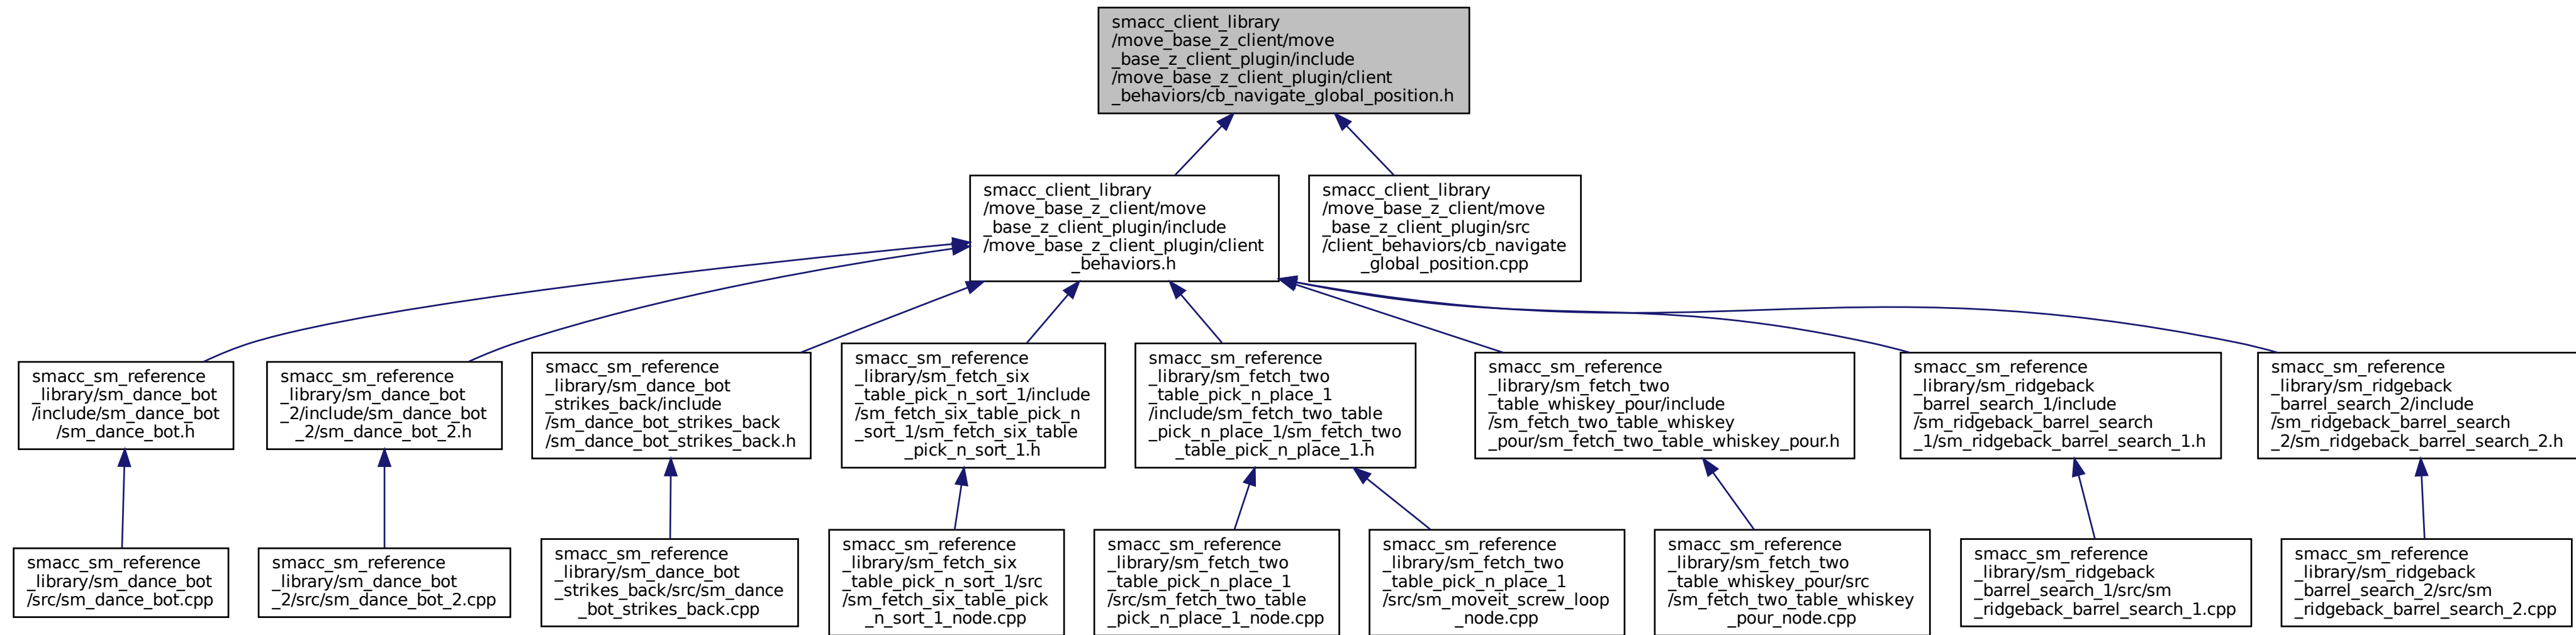 smacc_client_library
/move_base_z_client/move
_base_z_client_plugin/include
/move_base_z_client_plugin/client
_behaviors/cb_navigate_global_position.h
smacc_client_library
/move_base_z_client/move
_base_z_client_plugin/include
/move_base_z_client_plugin/client
_behaviors.h
smacc_client_library
/move_base_z_client/move
_base_z_client_plugin/src
/client_behaviors/cb_navigate
_global_position.cpp
smacc_sm_reference
_library/sm_dance_bot
/include/sm_dance_bot
/sm_dance_bot.h
smacc_sm_reference
_library/sm_dance_bot
_2/include/sm_dance_bot
_2/sm_dance_bot_2.h
smacc_sm_reference
_library/sm_dance_bot
_strikes_back/include
/sm_dance_bot_strikes_back
/sm_dance_bot_strikes_back.h
smacc_sm_reference
_library/sm_fetch_six
_table_pick_n_sort_1/include
/sm_fetch_six_table_pick_n
_sort_1/sm_fetch_six_table
_pick_n_sort_1.h
smacc_sm_reference
_library/sm_fetch_two
_table_pick_n_place_1
/include/sm_fetch_two_table
_pick_n_place_1/sm_fetch_two
_table_pick_n_place_1.h
smacc_sm_reference
_library/sm_fetch_two
_table_whiskey_pour/include
/sm_fetch_two_table_whiskey
_pour/sm_fetch_two_table_whiskey_pour.h
smacc_sm_reference
_library/sm_ridgeback
_barrel_search_1/include
/sm_ridgeback_barrel_search
_1/sm_ridgeback_barrel_search_1.h
smacc_sm_reference
_library/sm_ridgeback
_barrel_search_2/include
/sm_ridgeback_barrel_search
_2/sm_ridgeback_barrel_search_2.h
smacc_sm_reference
_library/sm_dance_bot
/src/sm_dance_bot.cpp
smacc_sm_reference
_library/sm_dance_bot
_2/src/sm_dance_bot_2.cpp
smacc_sm_reference
_library/sm_dance_bot
_strikes_back/src/sm_dance
_bot_strikes_back.cpp
smacc_sm_reference
_library/sm_fetch_six
_table_pick_n_sort_1/src
/sm_fetch_six_table_pick
_n_sort_1_node.cpp
smacc_sm_reference
_library/sm_fetch_two
_table_pick_n_place_1
/src/sm_fetch_two_table
_pick_n_place_1_node.cpp
smacc_sm_reference
_library/sm_fetch_two
_table_pick_n_place_1
/src/sm_moveit_screw_loop
_node.cpp
smacc_sm_reference
_library/sm_fetch_two
_table_whiskey_pour/src
/sm_fetch_two_table_whiskey
_pour_node.cpp
smacc_sm_reference
_library/sm_ridgeback
_barrel_search_1/src/sm
_ridgeback_barrel_search_1.cpp
smacc_sm_reference
_library/sm_ridgeback
_barrel_search_2/src/sm
_ridgeback_barrel_search_2.cpp